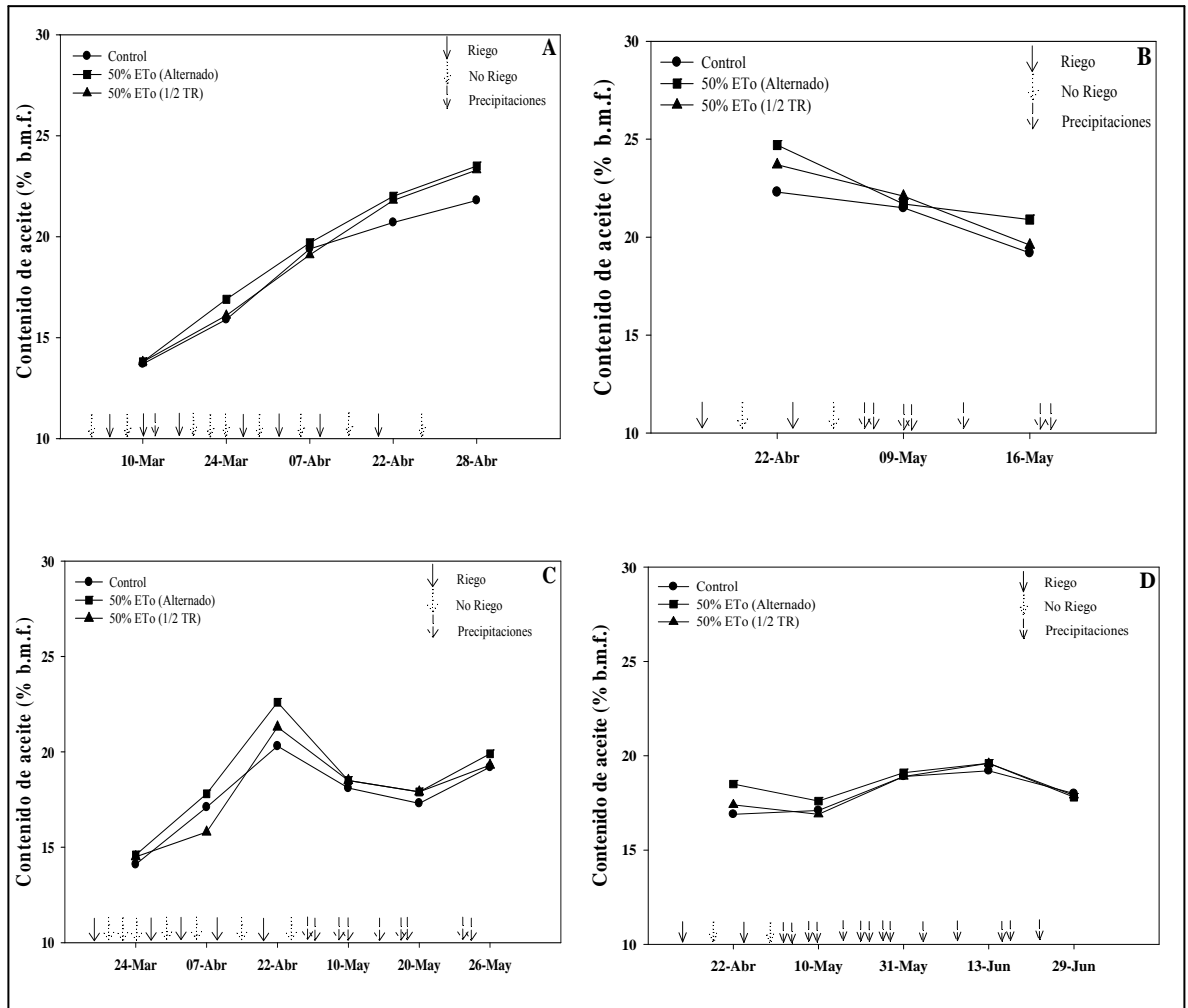 A
Control
50% ETo (Alternado)
50% ETo (1/2 TR)
Riego
No Riego
Precipitaciones
Contenido de aceite (% b.m.f.)
30
25
20
15
10
10-Mar 24-Mar 07-Abr 22-Abr 28-Abr
B
Control
50% ETo (Alternado)
50% ETo (1/2 TR)
Riego
No Riego
Precipitaciones
Contenido de aceite (% b.m.f.)
30
25
20
15
10
22-Abr 09-May 16-May
C
Control
50% ETo (Alternado)
50% ETo (1/2 TR)
Riego
No Riego
Precipitaciones
Contenido de aceite (% b.m.f.)
30
25
20
15
10
24-Mar 07-Abr 22-Abr 10-May 20-May 26-May
D
Control
50% ETo (Alternado)
50% ETo (1/2 TR)
Riego
No Riego
Precipitaciones
Contenido de aceite (% b.m.f.)
30
25
20
15
10
22-Abr 10-May 31-May 13-Jun 29-Jun